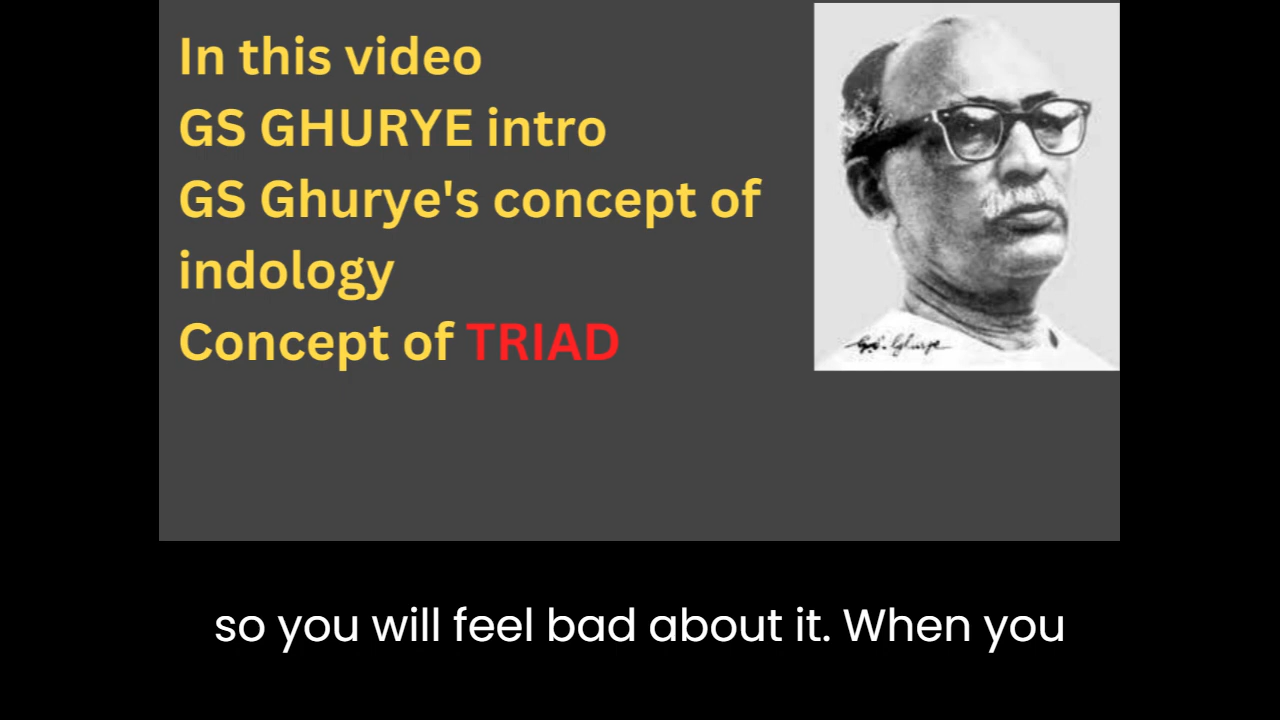 In this video
GS GHURYE intro
GS Ghurye's concept of
indology
Concept of TRIAD
G.S. Ghurye
so you will feel bad about it. When you